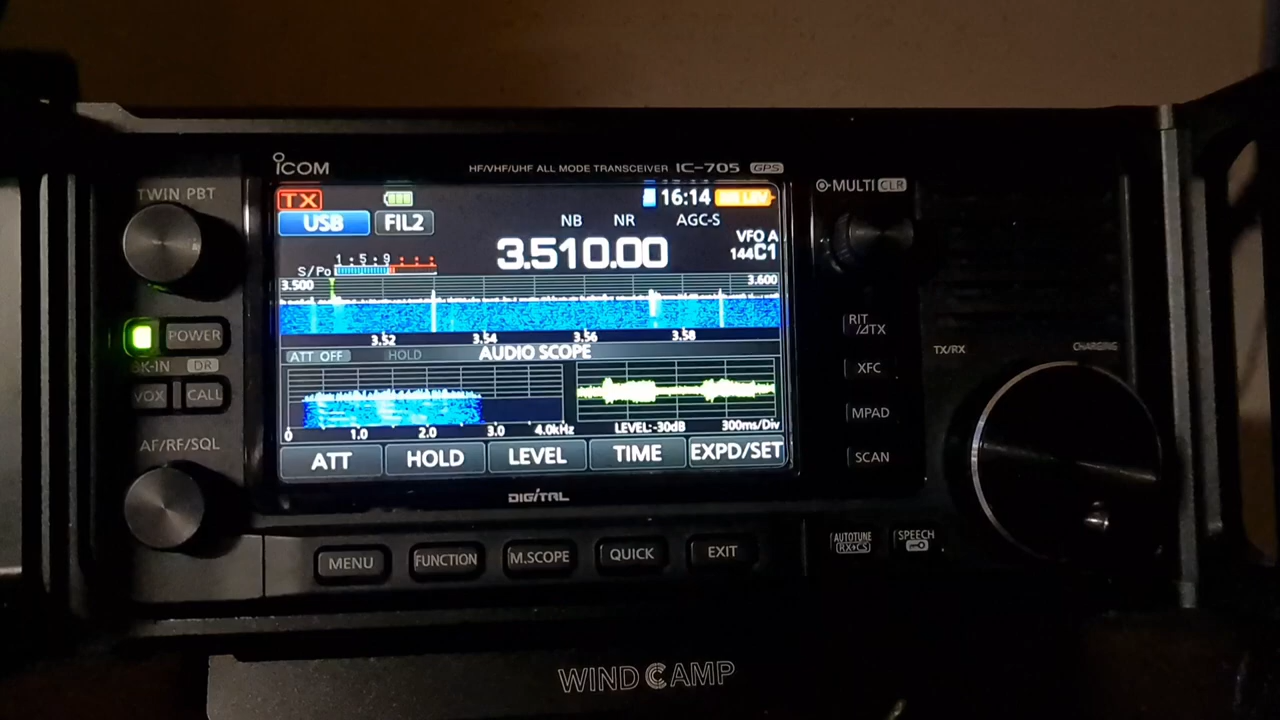 ICOM
HF/VHF/UHF ALL MODE TRANSCEIVER IC-705 GPS
TWIN PBT
MULTI CLR
TX
16:14
USB FIL2
NB NR AGC-S
3.510.00
VFO A
144C1
S/Po 1 5 9
3.500 3.600
3.52 3.54 3.56 3.58
ATT OFF HOLD AUDIO SCOPE
0 1.0 2.0 3.0 4.0kHz LEVEL:-30dB 300ms/Div
ATT HOLD LEVEL TIME EXPD/SET
DIGITAL
POWER
BK-IN DR
VOX CALL
AF/RF/SQL
RIT
/⊿TX
TX/RX CHARGING
XFC
MPAD
SCAN
AUTOTUNE
RX→CS
SPEECH
MENU FUNCTION M.SCOPE QUICK EXIT
WINDCAMP